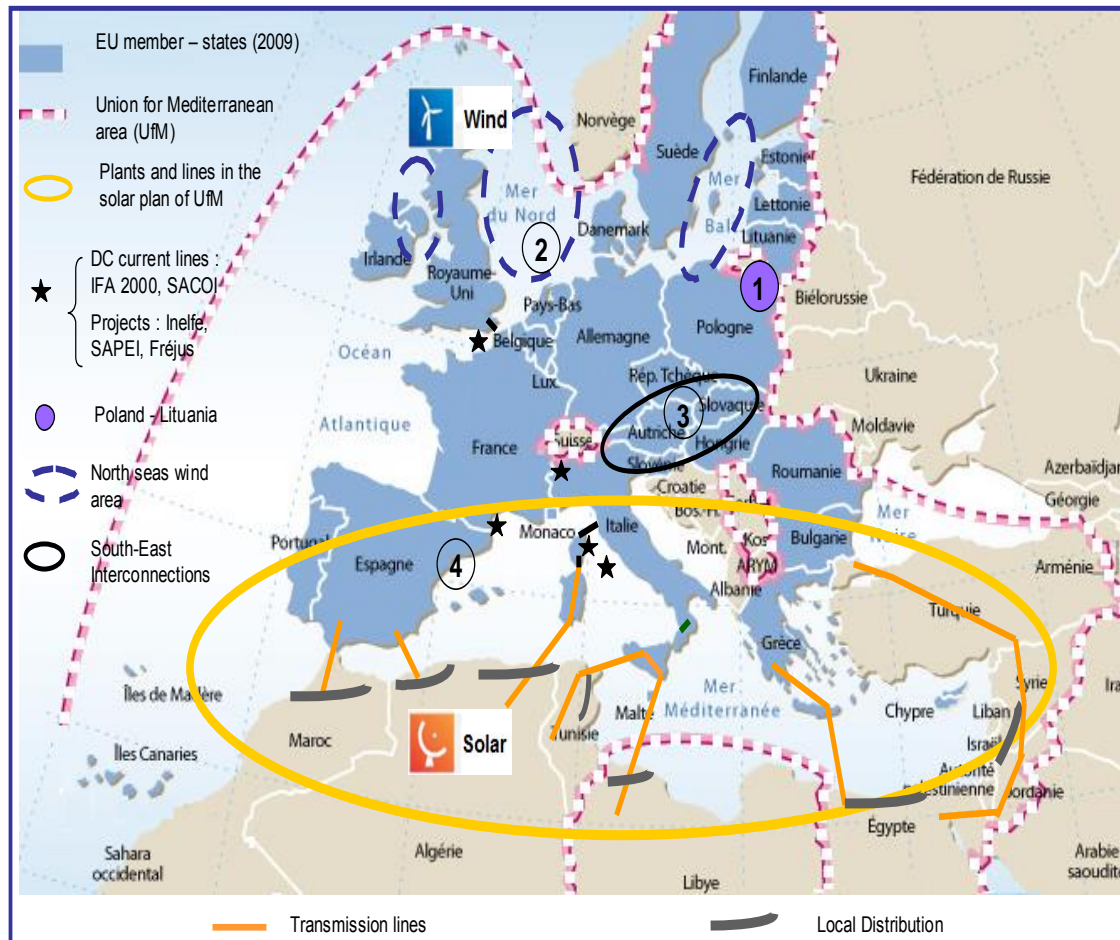 EU member – states (2009)
Union for Mediterranean
area (UfM)
Plants and lines in the
solar plan of UfM
DC current lines :
IFA 2000, SACOI
Projects : Inelfe,
SAPEI, Fréjus
Poland - Lituania
North seas wind
area
South-East
Interconnections
Wind
Finlande
Norvège
Suède
Estonie
Fédération de Russie
Mer
du Nord
Mer
Lettonie
Danemark
Balt
Lituanie
2
1
Irlande
Royaume-
Uni
Biélorussie
Pays-Bas
Pologne
Allemagne
Belgique
Océan
Ukraine
Lux.
Rép. Tchèque
Slovaquie
3
Atlantique
Autriche
Moldavie
France
Suisse
Hongrie
Slovénie
Roumanie
Azerbaïdjan
Croatie
Géorgie
Bos.-H.
Mer
Noire
Monaco
Italie
Portugal
Mont.
Kos
Bulgarie
Espagne
4
ARYM
Arménie
Albanie
Turquie
Grèce
Îles de Madère
Mer
Syrie
Ira
Malte
Méditerranée
Chypre
Liban
Solar
Tunisie
Maroc
Israël
Îles Canaries
Autorité
palestinienne
Jordanie
Égypte
Sahara
occidental
Algérie
Arabie
saoudite
Libye
Transmission lines
Local Distribution